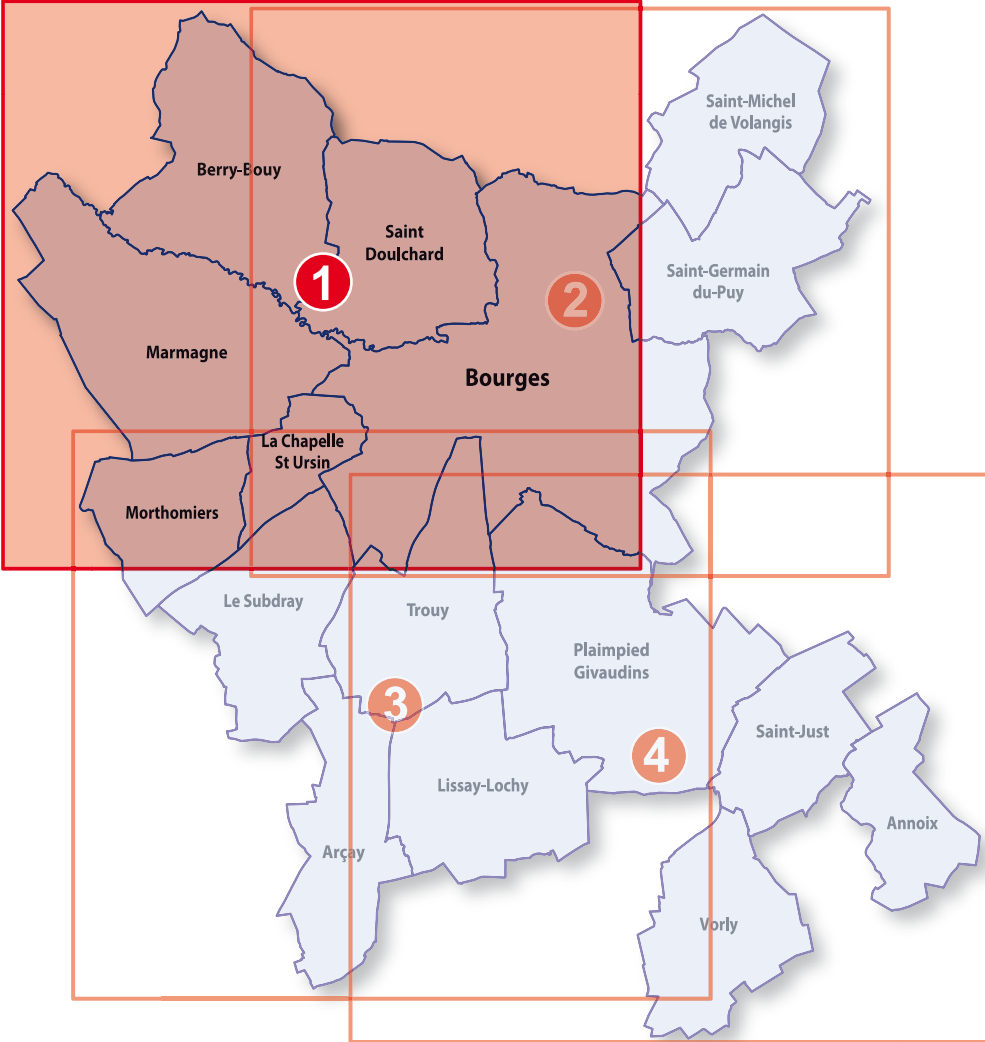 Saint-Michel
de Volangis
Berry-Bouy
Saint
Doulchard
Saint-Germain
du-Puy
1
2
Marmagne
Bourges
La Chapelle
St Ursin
Morthomiers
Le Subdray
Trouy
Plaimpied
Givaudins
3
Saint-Just
4
Lissay-Lochy
Annoix
Arçay
Vorly